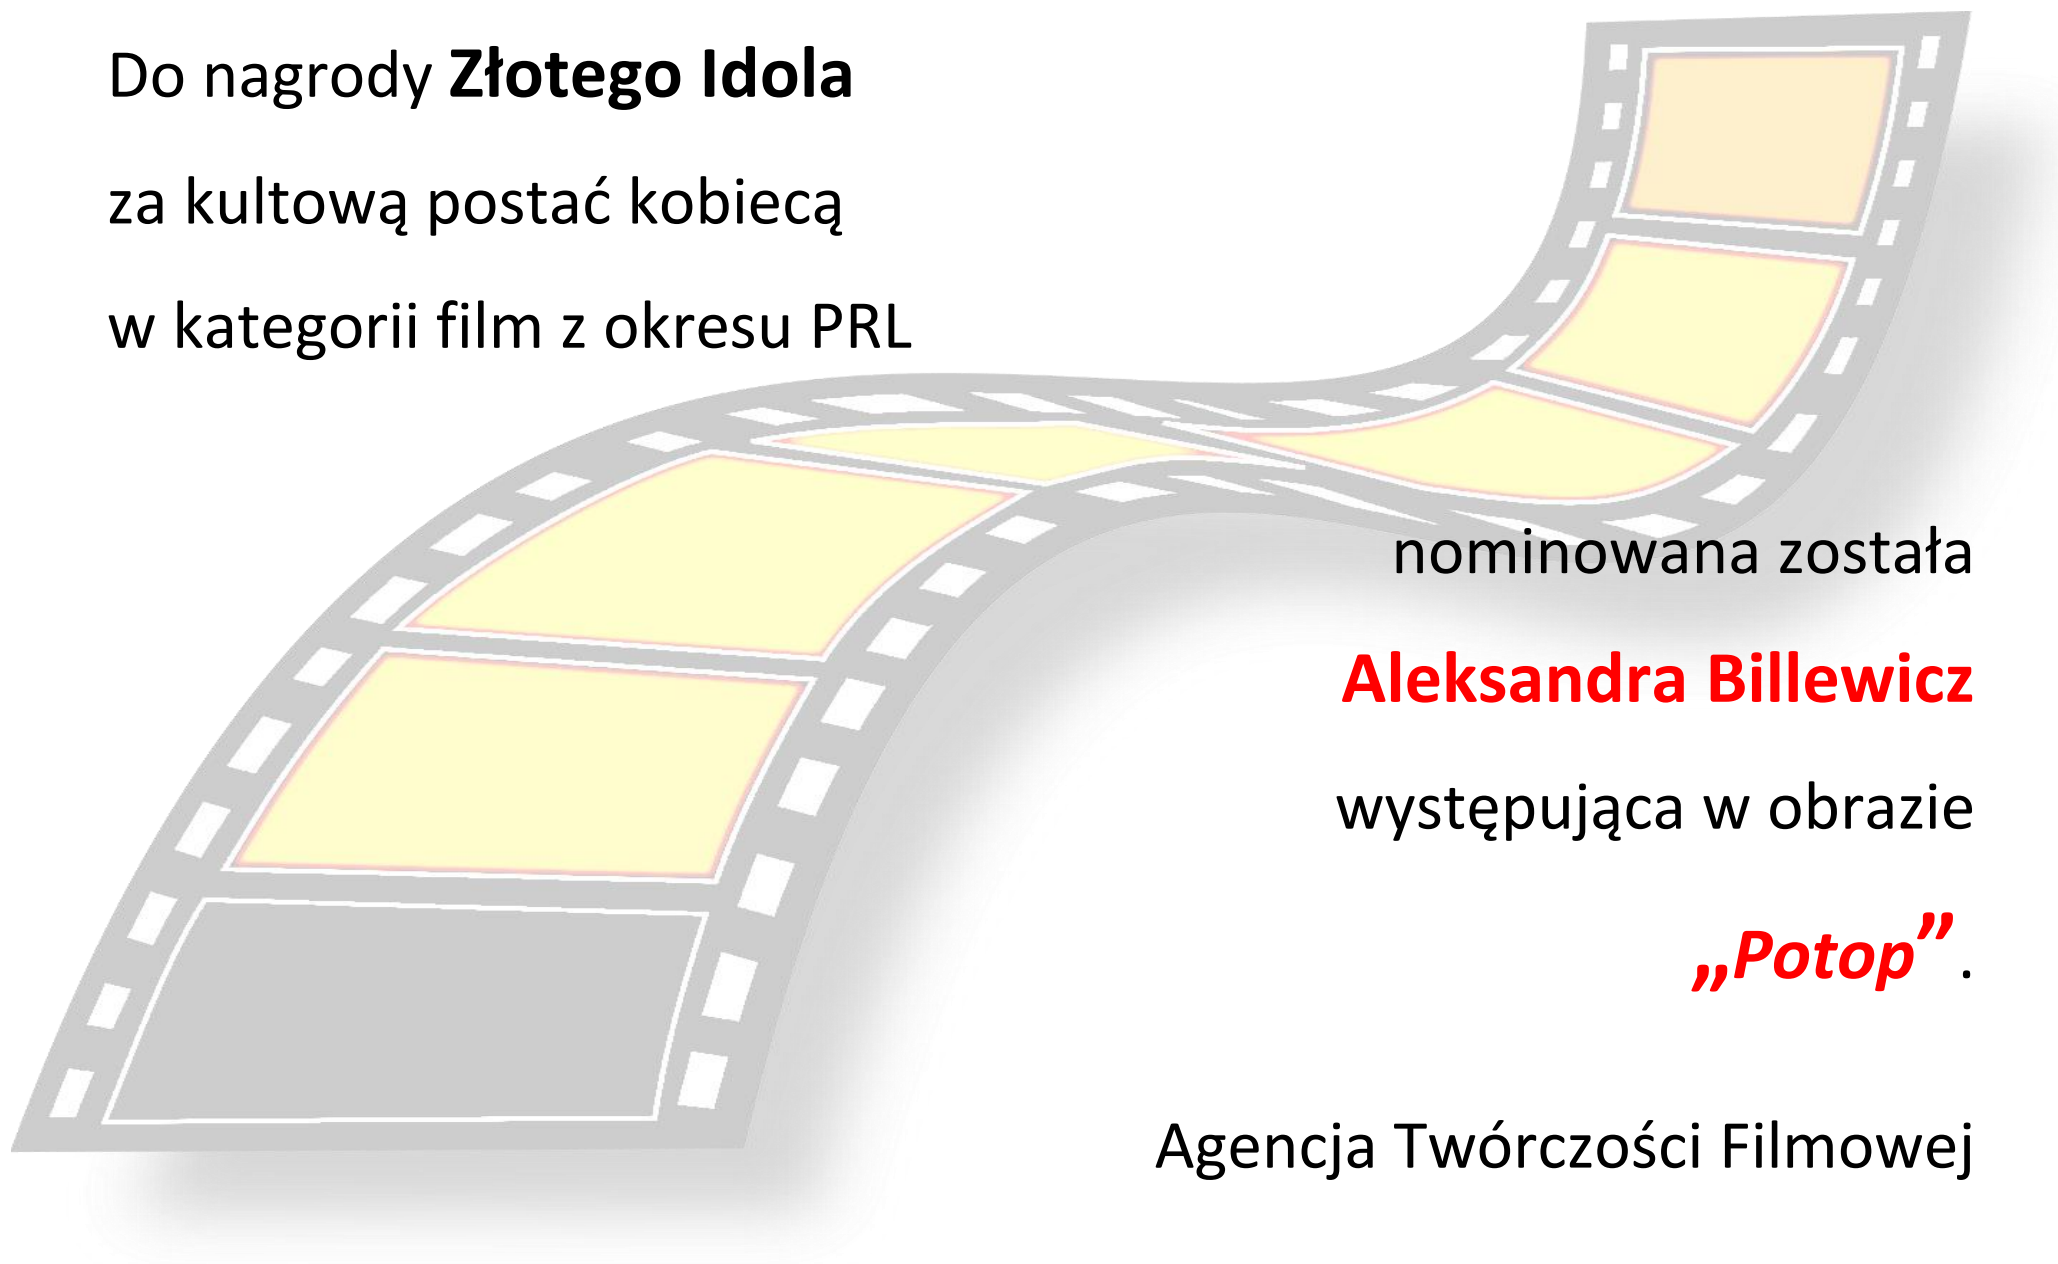 Do nagrody Złotego Idola
za kultową postać kobiecą
w kategorii film z okresu PRL
nominowana została
Aleksandra Billewicz
występująca w obrazie
„Potop”.
Agencja Twórczości Filmowej